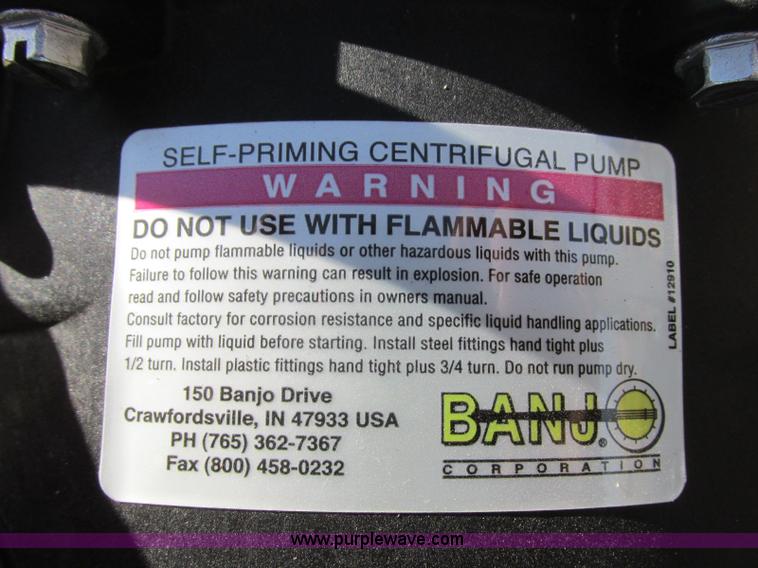 SELF-PRIMING CENTRIFUGAL PUMP
WARNING
DO NOT USE WITH FLAMMABLE LIQUIDS
Do not pump flammable liquids or other hazardous liquids with this pump.
Failure to follow this warning can result in explosion. For safe operation
read and follow safety precautions in owners manual.
Consult factory for corrosion resistance and specific liquid handling applications.
Fill pump with liquid before starting. Install steel fittings hand tight plus
1/2 turn. Install plastic fittings hand tight plus 3/4 turn. Do not run pump dry.
LABEL #12910
150 Banjo Drive
Crawfordsville, IN 47933 USA
PH (765) 362-7367
Fax (800) 458-0232
BANJO®
CORPORATION
www.purplewave.com